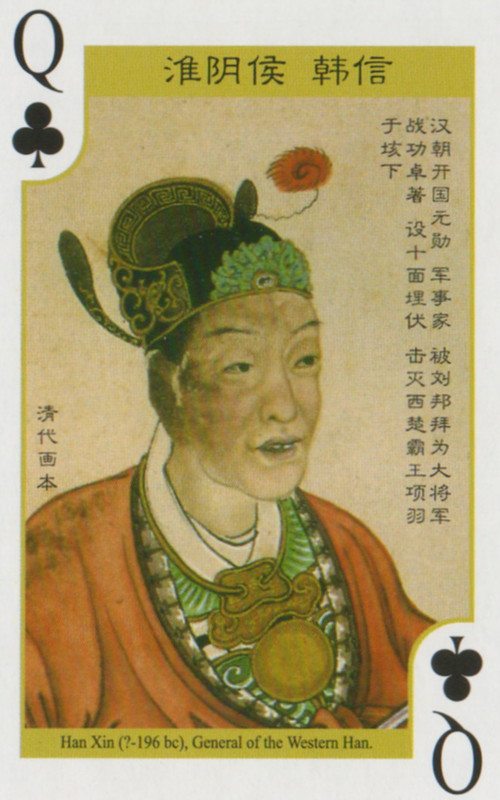 Q
淮阴侯 韩信
汉朝开国元勋 军事家 被刘邦拜为大将军
战功卓著 设十面埋伏 击灭西楚霸王项羽
于垓下
清代画本
Han Xin (?-196 bc), General of the Western Han.
Q